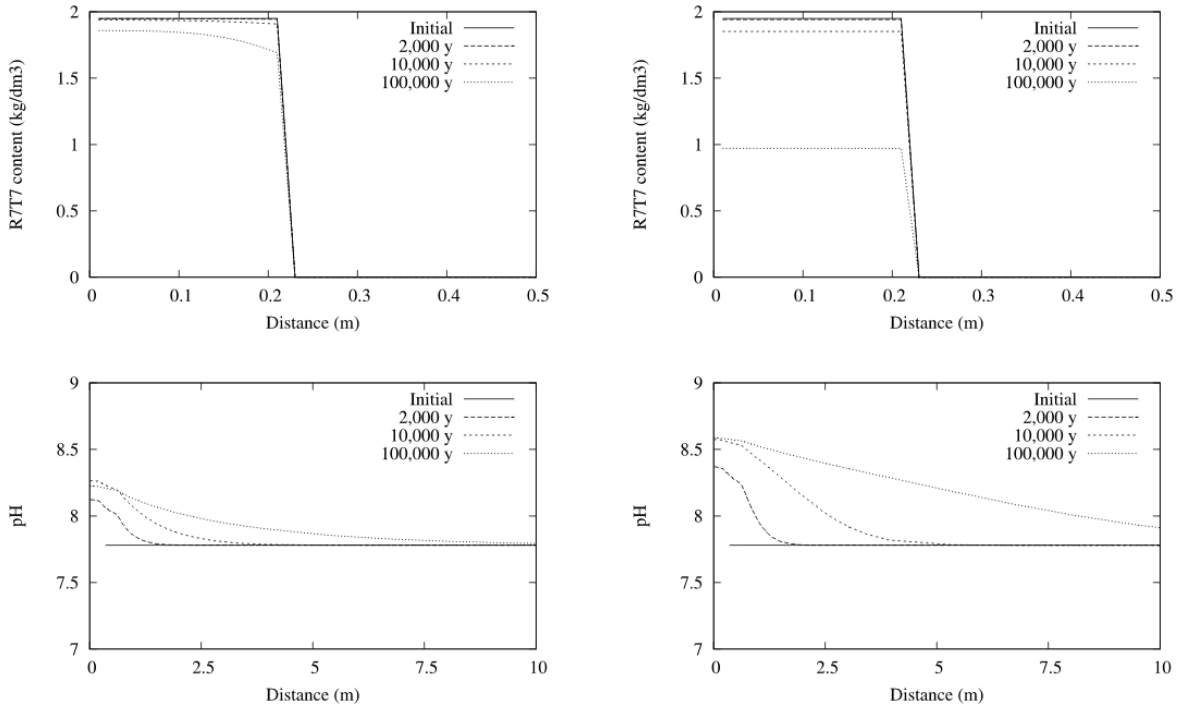 R7T7 content (kg/dm3)
2
1.5
1
0.5
0
0 0.1 0.2 0.3 0.4 0.5
Distance (m)
Initial
2,000 y
10,000 y
100,000 y
R7T7 content (kg/dm3)
2
1.5
1
0.5
0
0 0.1 0.2 0.3 0.4 0.5
Distance (m)
Initial
2,000 y
10,000 y
100,000 y
pH
9
8.5
8
7.5
7
0 2.5 5 7.5 10
Distance (m)
Initial
2,000 y
10,000 y
100,000 y
pH
9
8.5
8
7.5
7
0 2.5 5 7.5 10
Distance (m)
Initial
2,000 y
10,000 y
100,000 y